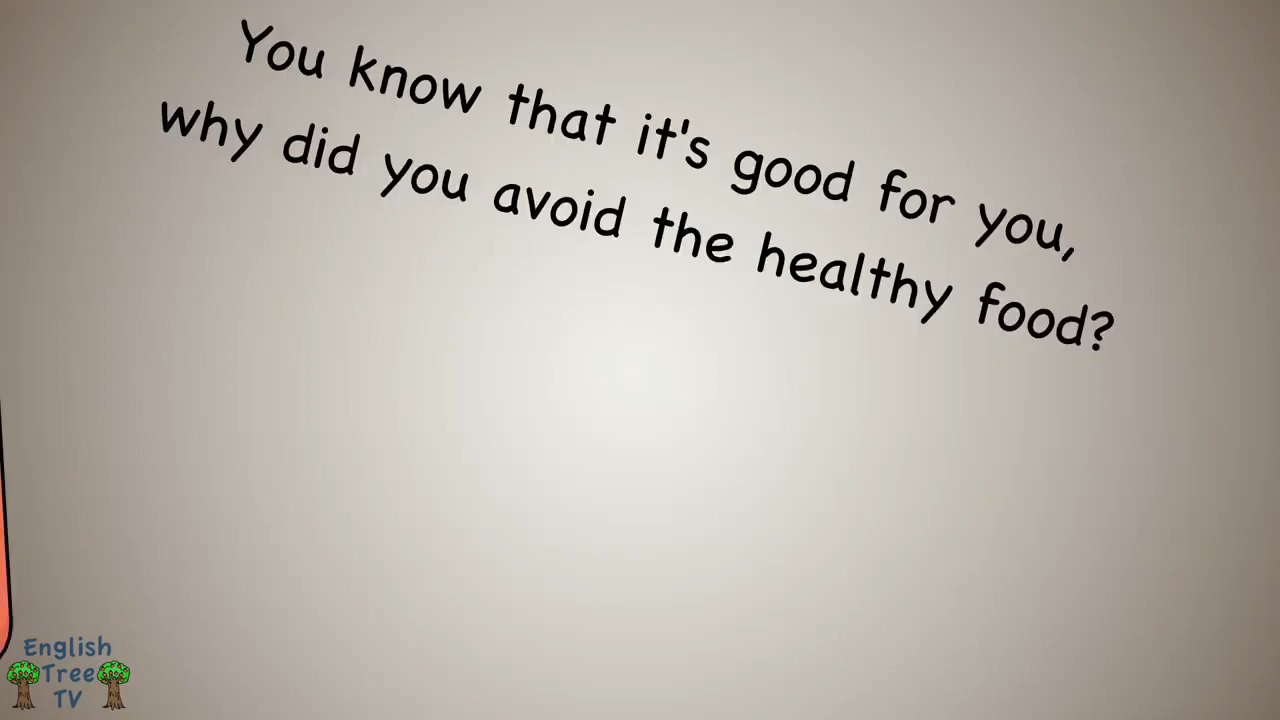 You know that it's good for you,
why did you avoid the healthy food?
English
Tree
TV